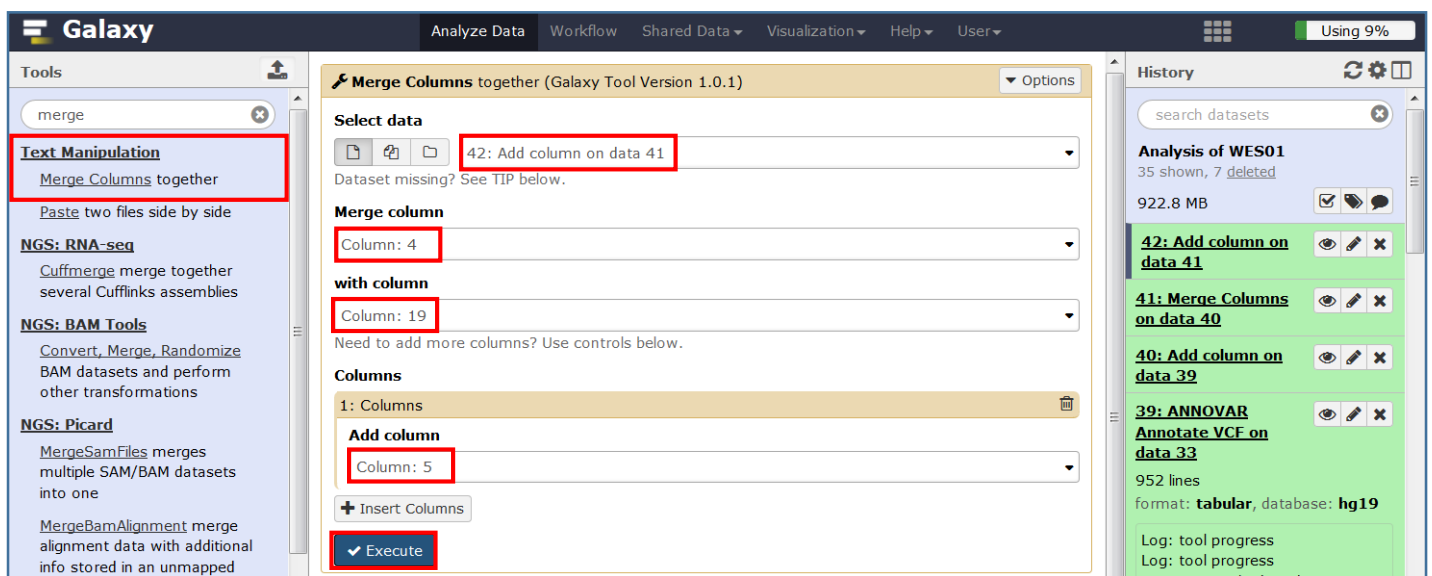 Galaxy
Analyze Data Workflow Shared Data Visualization Help User
Using 9%
Tools
merge
Text Manipulation
Merge Columns together
Paste two files side by side
NGS: RNA-seq
Cuffmerge merge together
several Cufflinks assemblies
NGS: BAM Tools
Convert, Merge, Randomize
BAM datasets and perform
other transformations
NGS: Picard
MergeSamFiles merges
multiple SAM/BAM datasets
into one
MergeBamAlignment merge
alignment data with additional
info stored in an unmapped
Merge Columns together (Galaxy Tool Version 1.0.1)
Options
Select data
42: Add column on data 41
Dataset missing? See TIP below.
Merge column
Column: 4
with column
Column: 19
Need to add more columns? Use controls below.
Columns
1: Columns
Add column
Column: 5
Insert Columns
Execute
History
search datasets
Analysis of WES01
35 shown, 7 deleted
922.8 MB
42: Add column on
data 41
41: Merge Columns
on data 40
40: Add column on
data 39
39: ANNOVAR
Annotate VCF on
data 33
952 lines
format: tabular, database: hg19
Log: tool progress
Log: tool progress